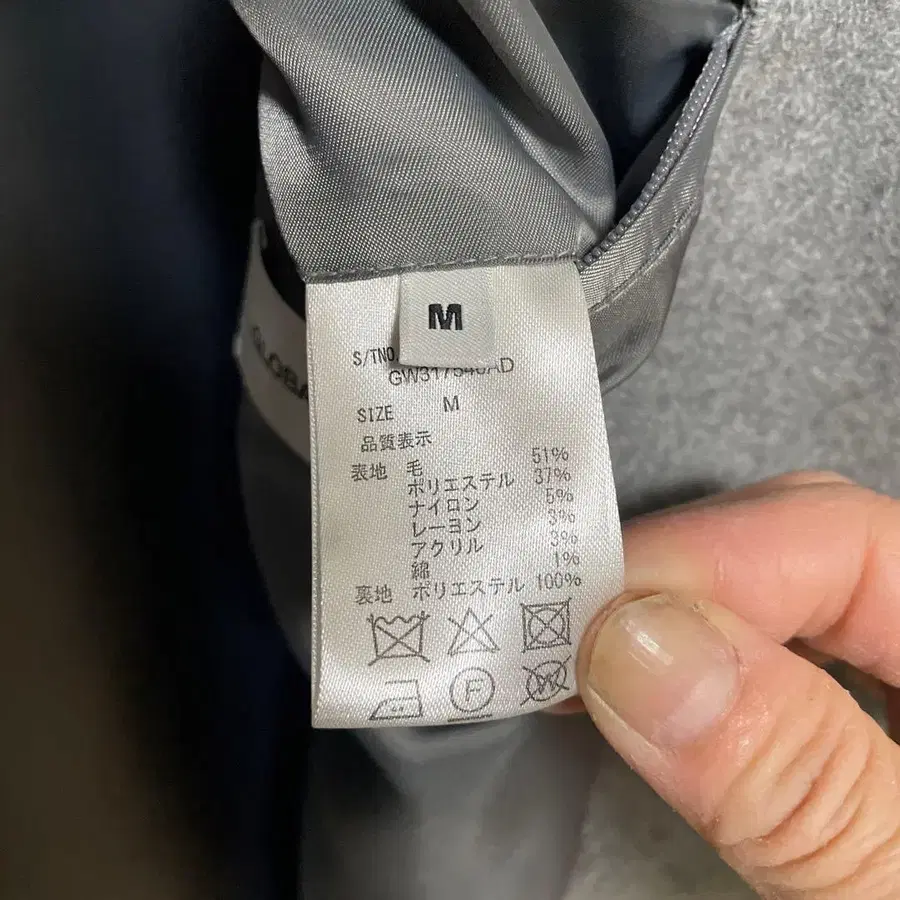 M
S/TNO.
SIZE M
品質表示
表地 毛 51%
ポリエステル 37%
ナイロン 5%
レーヨン 3%
アクリル 3%
綿 1%
裏地 ポリエステル 100%
F
W